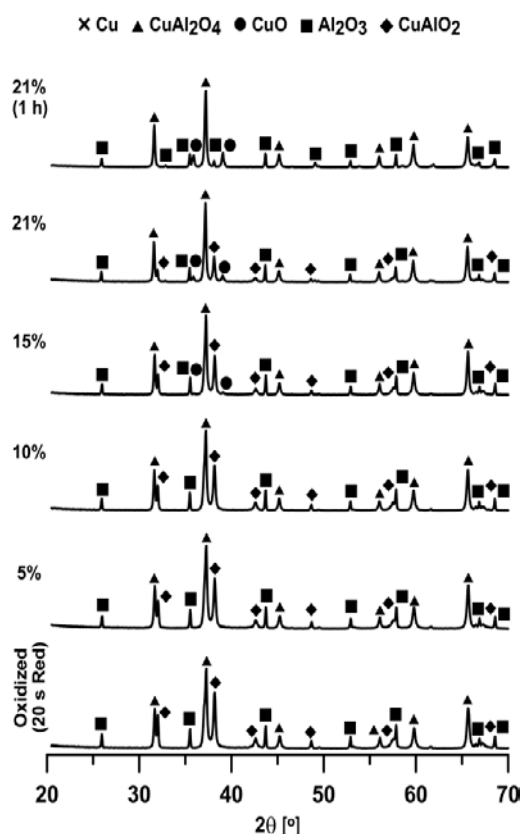 × Cu ▲ CuAl₂O₄ ● CuO ■ Al₂O₃ ◆ CuAlO₂
21%
(1 h)
21%
15%
10%
5%
Oxidized
(20 s Red)
20 30 40 50 60 70
2θ [º]